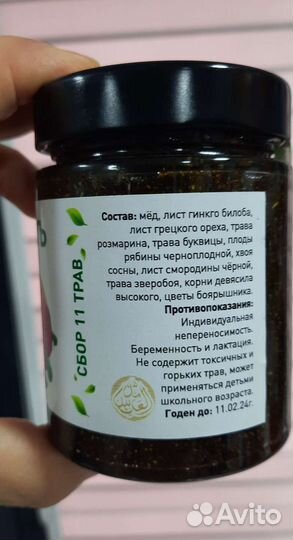 Состав: мёд, лист гинкго билоба,
лист грецкого ореха, трава
розмарина, трава буквицы, плоды
рябины черноплодной, хвоя
сосны, лист смородины чёрной,
трава зверобоя, корни девясила
высокого, цветы боярышника.
Противопоказания:
Индивидуальная
непереносимость.
Беременность и лактация.
Не содержит токсичных и
горьких трав, может
применяться детьми
школьного возраста.
Годен до: 11.02.24г.
СБОР 11 ТРАВ
Avito